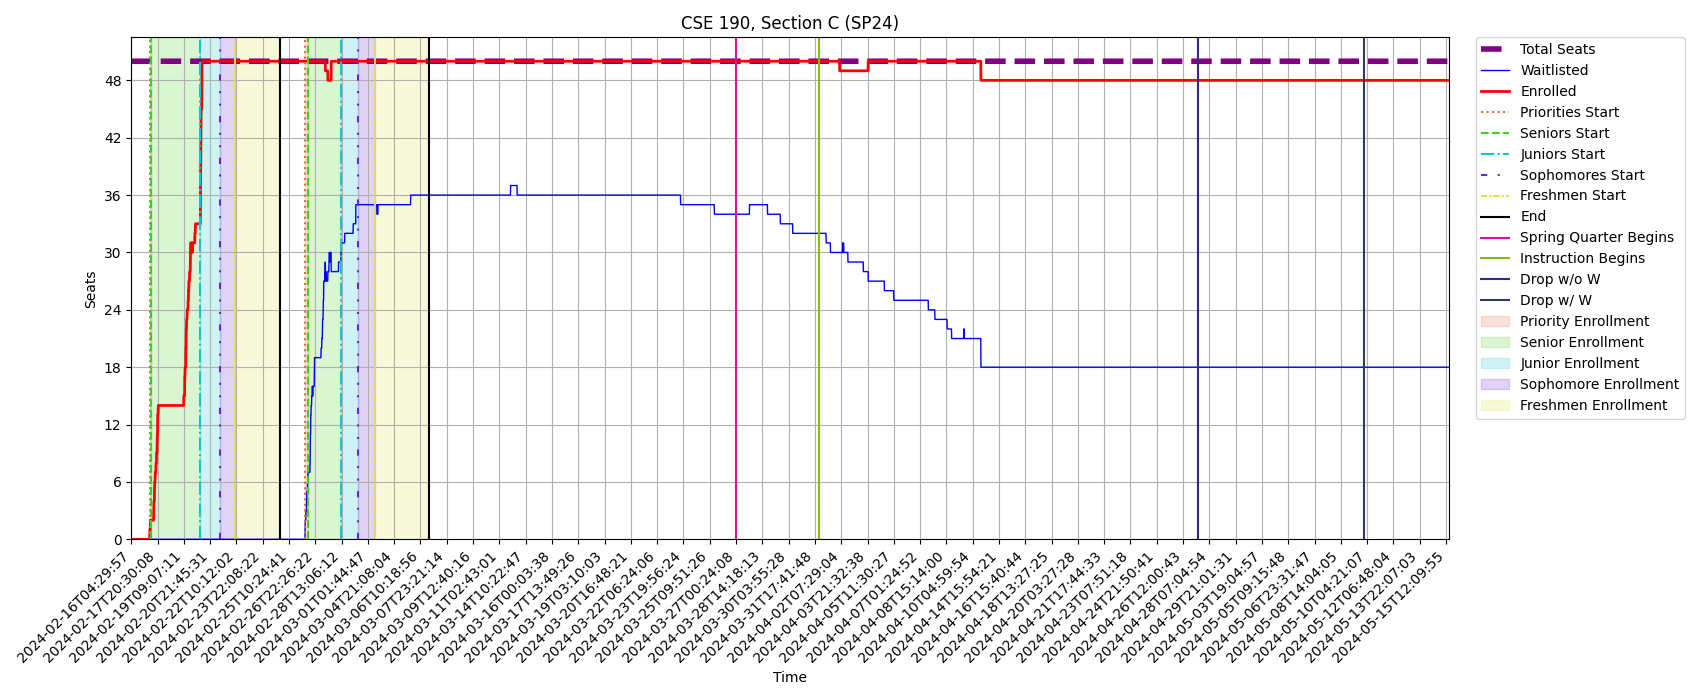 CSE 190, Section C (SP24)
Seats
48
42
36
30
24
18
12
6
0
2024-02-16T04:29:57
2024-02-17T20:30:08
2024-02-19T09:07:11
2024-02-20T21:45:31
2024-02-22T10:12:02
2024-02-23T22:08:22
2024-02-25T10:24:41
2024-02-26T22:26:22
2024-02-28T13:06:12
2024-03-01T01:44:47
2024-03-04T21:08:04
2024-03-06T10:18:56
2024-03-07T23:21:14
2024-03-09T12:40:16
2024-03-11T02:43:01
2024-03-14T10:22:47
2024-03-16T00:03:38
2024-03-17T13:49:26
2024-03-19T03:10:03
2024-03-20T16:48:21
2024-03-22T06:24:06
2024-03-23T19:56:24
2024-03-25T09:51:26
2024-03-27T00:24:08
2024-03-28T14:18:13
2024-03-30T03:55:28
2024-03-31T17:41:48
2024-04-02T07:29:04
2024-04-03T21:32:38
2024-04-05T11:30:27
2024-04-07T01:24:52
2024-04-08T15:14:00
2024-04-10T04:59:54
2024-04-14T15:54:21
2024-04-16T15:40:44
2024-04-18T13:27:25
2024-04-20T03:27:28
2024-04-21T17:44:33
2024-04-23T07:51:18
2024-04-24T21:50:41
2024-04-26T12:00:43
2024-04-28T07:04:54
2024-04-29T21:01:31
2024-05-03T19:04:57
2024-05-05T09:15:48
2024-05-06T23:31:47
2024-05-08T14:04:05
2024-05-10T04:21:07
2024-05-12T06:48:04
2024-05-13T22:07:03
2024-05-15T12:09:55
Time
Total Seats
Waitlisted
Enrolled
Priorities Start
Seniors Start
Juniors Start
Sophomores Start
Freshmen Start
End
Spring Quarter Begins
Instruction Begins
Drop w/o W
Drop w/ W
Priority Enrollment
Senior Enrollment
Junior Enrollment
Sophomore Enrollment
Freshmen Enrollment